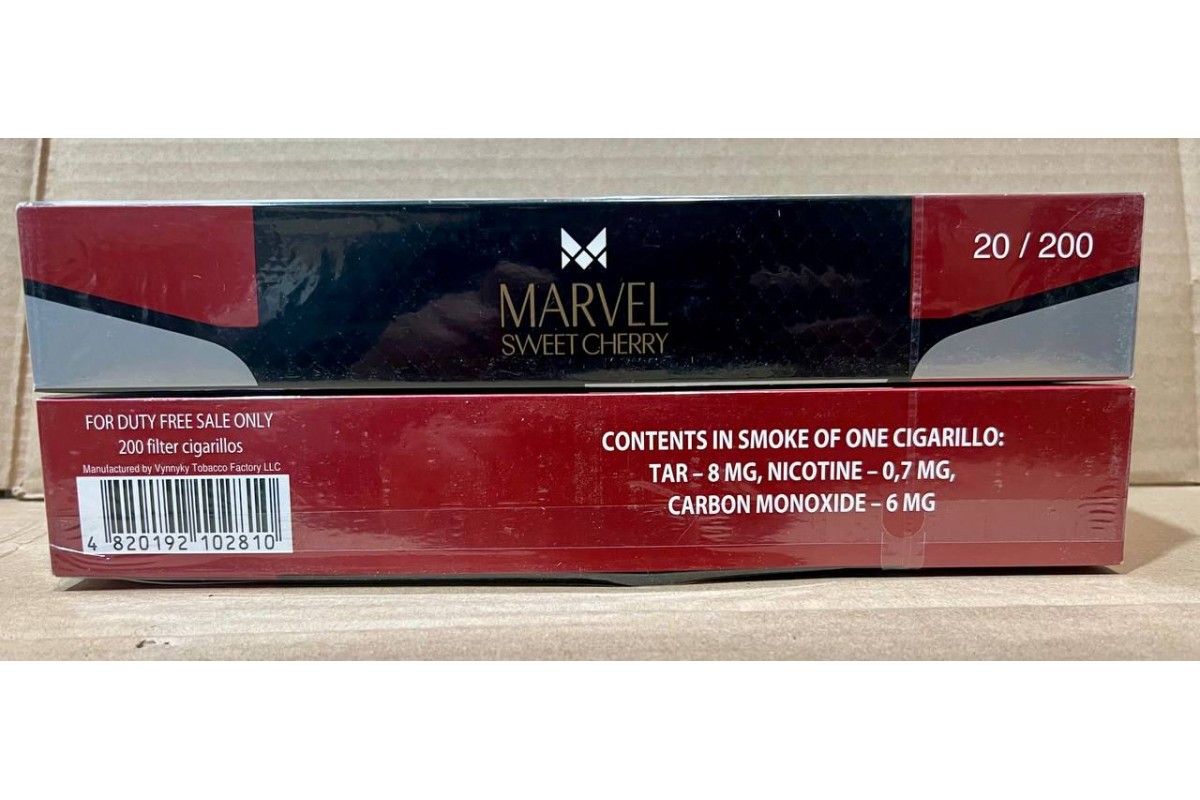 MARVEL
SWEET CHERRY
20 / 200
FOR DUTY FREE SALE ONLY
200 filter cigarillos
Manufactured by Vynnyky Tobacco Factory LLC
4 820192 102810
CONTENTS IN SMOKE OF ONE CIGARILLO:
TAR – 8 MG, NICOTINE – 0,7 MG,
CARBON MONOXIDE – 6 MG